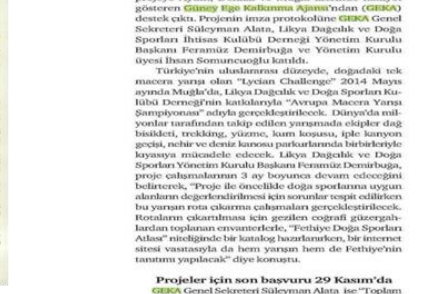 gösteren Güney Ege Kalkınma Ajansı'ndan (GEKA)
destek çıktı. Projenin imza protokolüne GEKA Genel
Sekreteri Süleyman Alata, Likya Dağcılık ve Doğa
Sporları İhtisas Kulübü Derneği Yönetim Kurulu
Başkanı Feramüz Demirbuğa ve Yönetim Kurulu
üyesi İhsan Somuncuoğlu katıldı.
Türkiye'nin uluslararası düzeyde, doğadaki tek
macera yarışı olan "Lycian Challenge" 2014 Mayıs
ayında Muğla'da, Likya Dağcılık ve Doğa Sporları Ku-
lübü Derneği'nin katkılarıyla "Avrupa Macera Yarışı
Şampiyonası" adıyla gerçekleştirilecek. Dünya'da mil-
yonlar tarafından takip edilen yarışmada ekipler dağ
bisikleti, trekking, yüzme, kum koşusu, iple kanyon
geçişi, nehir ve deniz kanosu parkurlarında birbirleriyle
kıyasıya mücadele edecek. Likya Dağcılık ve Doğa
Sporları Yönetim Kurulu Başkanı Feramüz Demirbuğa,
proje çalışmalarının 3 ay boyunca devam edeceğini
belirterek, "Proje ile öncelikle doğa sporlarına uygun
alanların değerlendirilmesi için sorunlar tespit edilirken
bu yarışın rota çıkarma çalışmaları gerçekleştirilecek.
Rotaların çıkartılması için gezilen coğrafi güzergah-
lardan toplanan envanterlerle, "Fethiye Doğa Sporları
Atlası" niteliğinde bir katalog hazırlanırken, bir internet
sitesi vasıtasıyla da hem yarışın hem de Fethiye'nin
tanıtımı yapılacak" diye konuştu.
Projeler için son başvuru 29 Kasım'da
GEKA Genel Sekreteri Süleyman Alata ise "Toplam